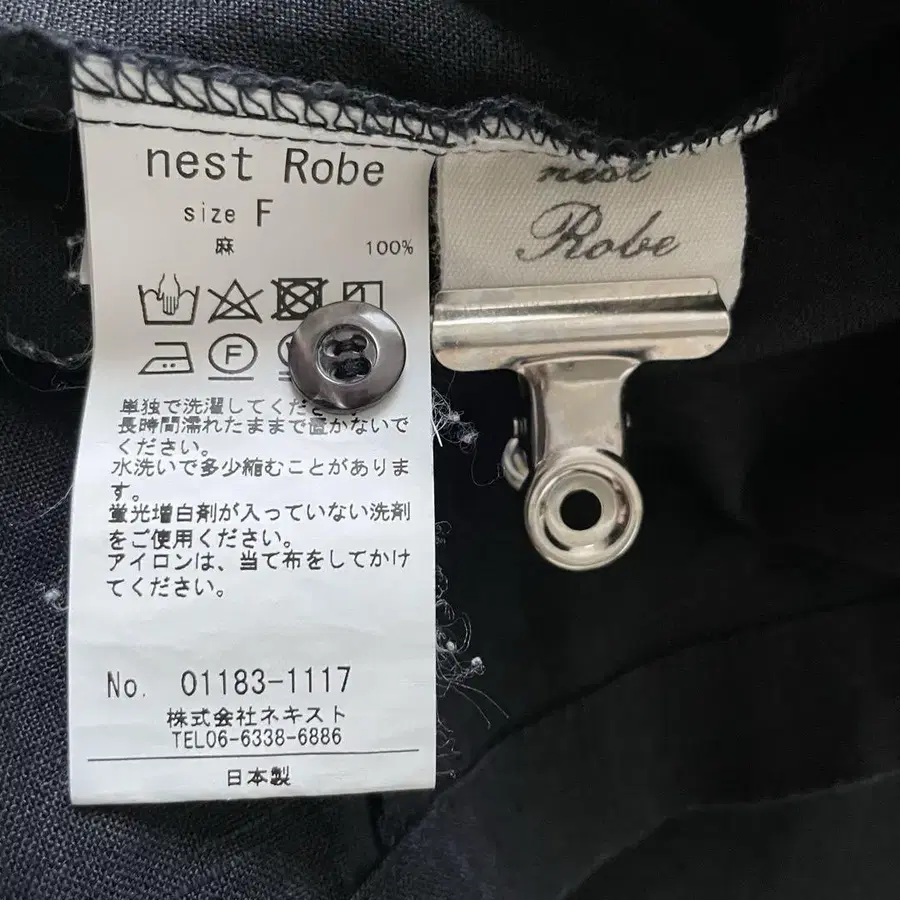 nest Robe
size F
麻 100%
F
単独で洗濯してくだ
長時間濡れたままで置かないで
ください。
水洗いで多少縮むことがありま
す。
蛍光増白剤が入っていない洗剤
をご使用ください。
アイロンは、当て布をしてかけ
てください。
No. 01183-1117
株式会社ネキスト
TEL06-6338-6886
日本製
nest
Robe